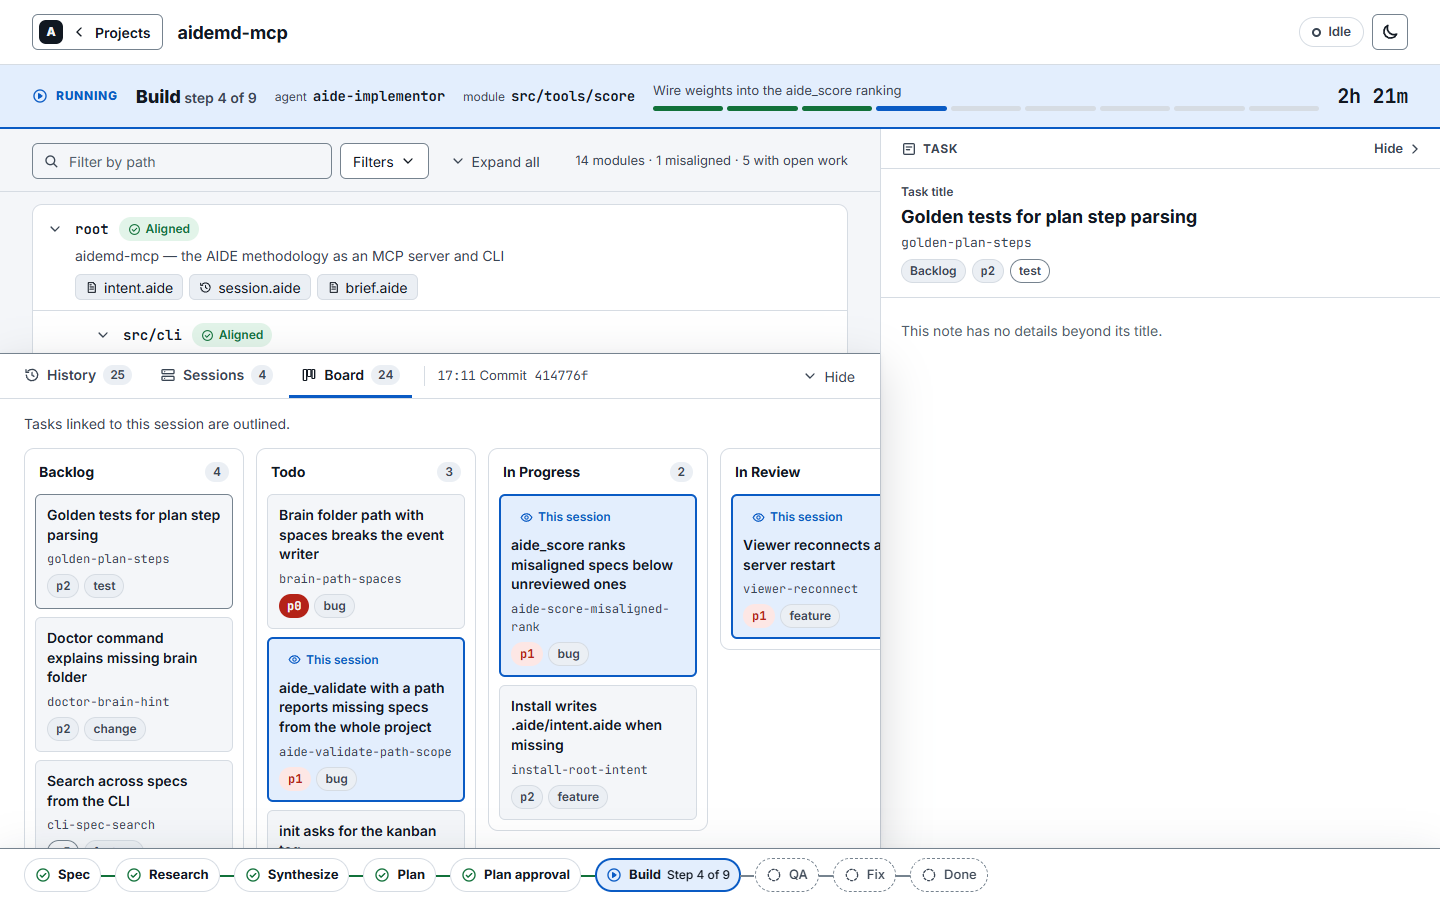 A Projects aidemd-mcp Idle
RUNNING Build step 4 of 9 agent aide-implementor module src/tools/score Wire weights into the aide_score ranking 2h 21m
Filter by path Filters Expand all 14 modules · 1 misaligned · 5 with open work
root Aligned
aidemd-mcp — the AIDE methodology as an MCP server and CLI
intent.aide session.aide brief.aide
src/cli Aligned
TASK Hide
Task title
Golden tests for plan step parsing
golden-plan-steps
Backlog p2 test
This note has no details beyond its title.
History 25 Sessions 4 Board 24 17:11 Commit 414776f Hide
Tasks linked to this session are outlined.
Backlog 4
Golden tests for plan step
parsing
golden-plan-steps
p2 test
Doctor command
explains missing brain
folder
doctor-brain-hint
p2 change
Search across specs
from the CLI
cli-spec-search
Todo 3
Brain folder path with
spaces breaks the event
writer
brain-path-spaces
p0 bug
This session
aide_validate with a path
reports missing specs
from the whole project
aide-validate-path-scope
p1 bug
init asks for the kanban
In Progress 2
This session
aide_score ranks
misaligned specs below
unreviewed ones
aide-score-misaligned-
rank
p1 bug
Install writes
.aide/intent.aide when
missing
install-root-intent
p2 feature
In Review
This session
Viewer reconnects a
server restart
viewer-reconnect
p1 feature
Spec Research Synthesize Plan Plan approval Build Step 4 of 9 QA Fix Done